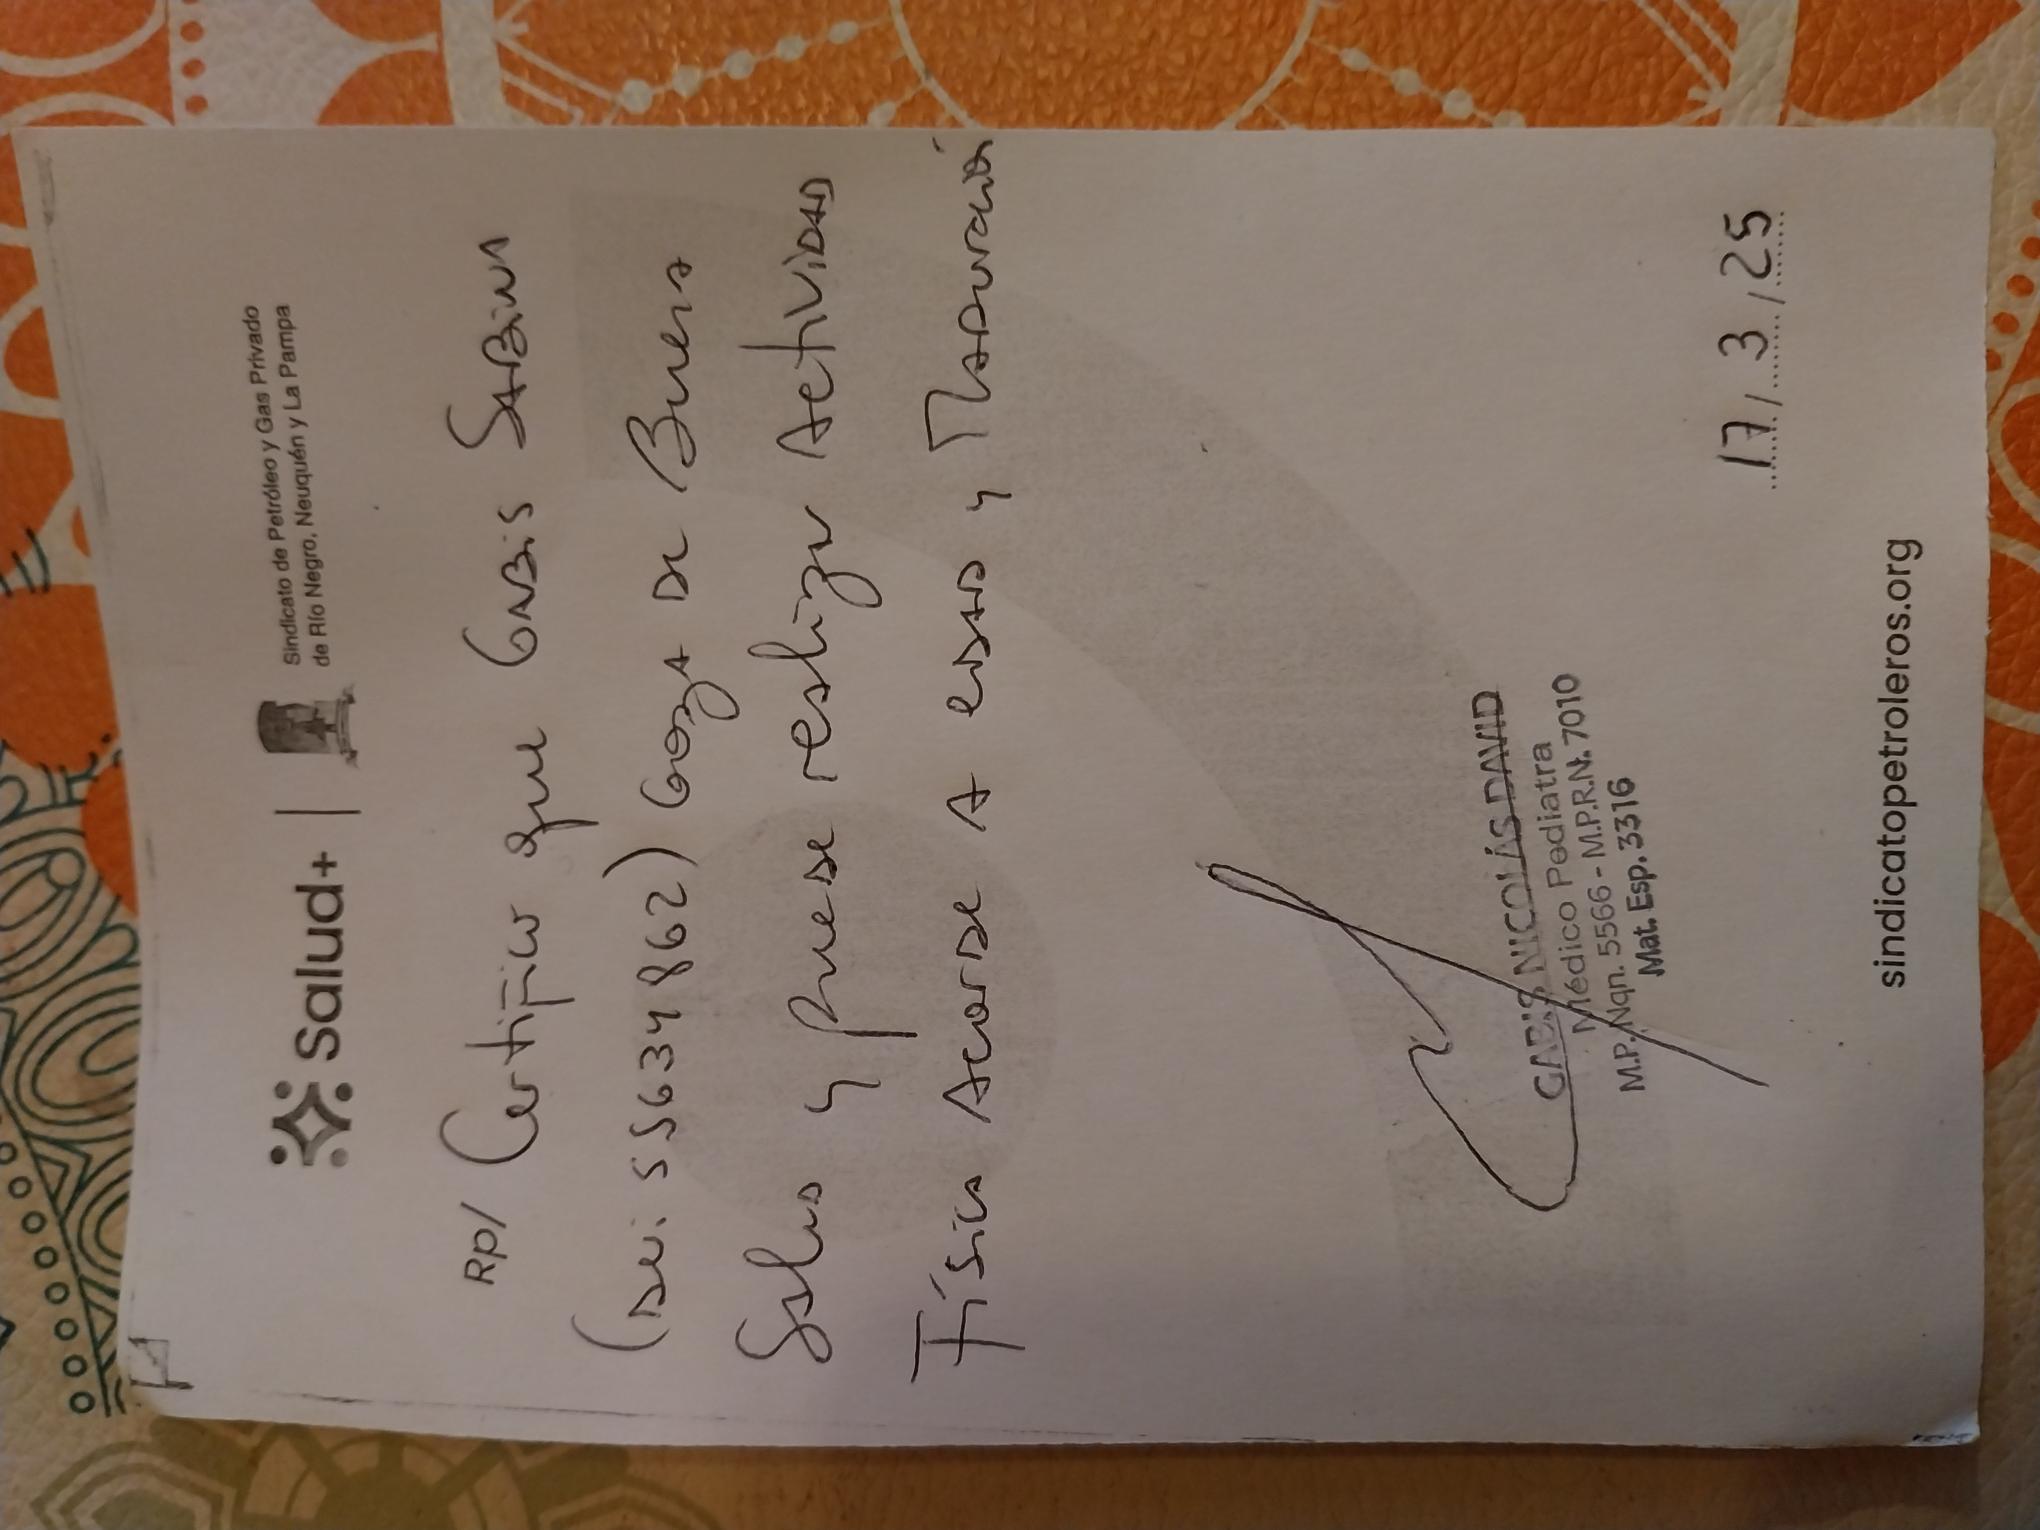 Salud+
Sindicato de Petróleo y Gas Privado
de Río Negro, Neuquén y La Pampa
Rp/ Certifico que GABIS SABINA
(DNI: 55634862) Goza de Buena
Salud y puede realizar Actividad
Física Acorde A edad y Maduración
GABIS NICOLÁS DAVID
Médico Pediatra
M.P. Nqn. 5566 - M.P.R.N. 7010
Mat. Esp. 3316
17/3/25
sindicatopetroleros.org